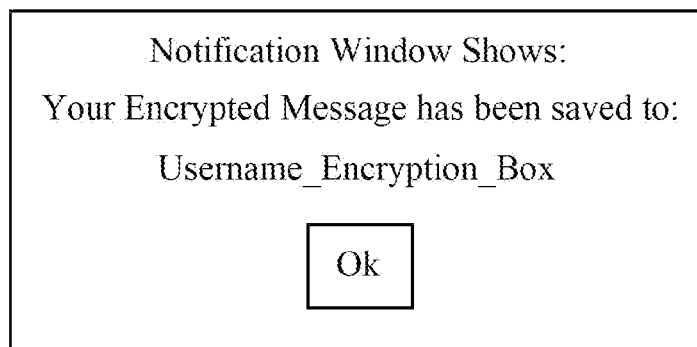 Notification Window Shows:
Your Encrypted Message has been saved to:
Username_Encryption_Box
Ok